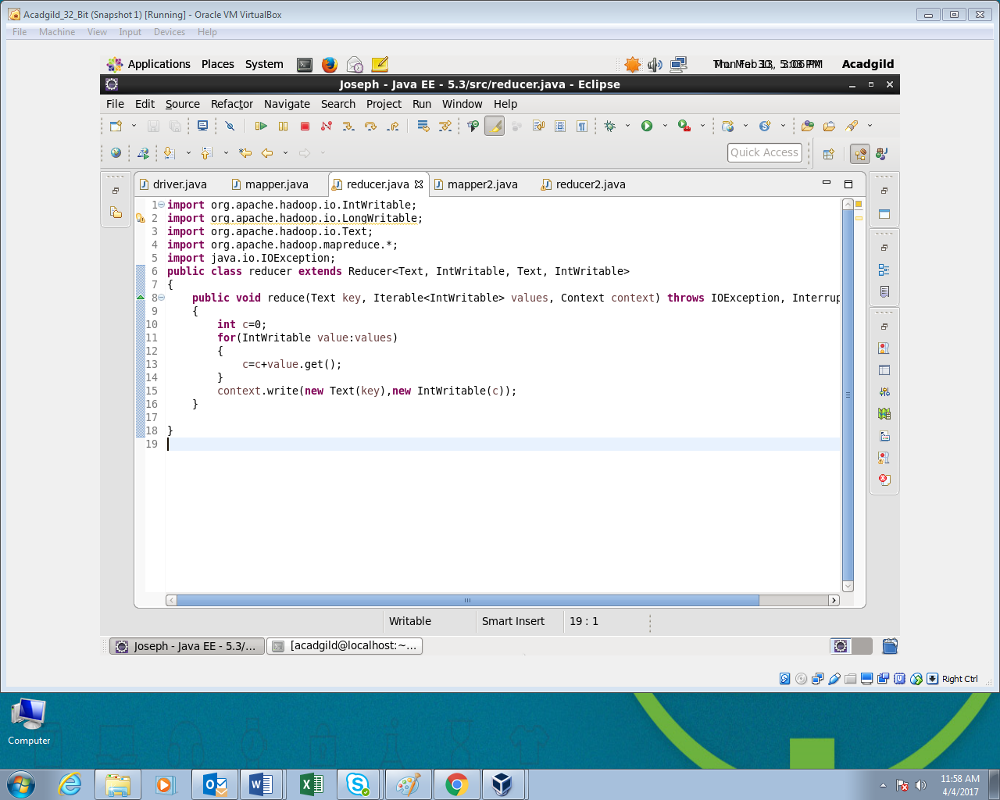 Acadgild_32_Bit (Snapshot 1) [Running] - Oracle VM VirtualBox
File Machine View Input Devices Help
Applications Places System
Acadgild
Joseph - Java EE - 5.3/src/reducer.java - Eclipse
File Edit Source Refactor Navigate Search Project Run Window Help
Quick Access
driver.java mapper.java reducer.java mapper2.java reducer2.java
1 import org.apache.hadoop.io.IntWritable;
2 import org.apache.hadoop.io.LongWritable;
3 import org.apache.hadoop.io.Text;
4 import org.apache.hadoop.mapreduce.*;
5 import java.io.IOException;
6 public class reducer extends Reducer<Text, IntWritable, Text, IntWritable>
7 {
8 public void reduce(Text key, Iterable<IntWritable> values, Context context) throws IOException, Interrup
9 {
10 int c=0;
11 for(IntWritable value:values)
12 {
13 c=c+value.get();
14 }
15 context.write(new Text(key),new IntWritable(c));
16 }
17
18 }
19
Writable Smart Insert 19 : 1
Joseph - Java EE - 5.3/... [acadgild@localhost:~...
Right Ctrl
Computer
11:58 AM
4/4/2017